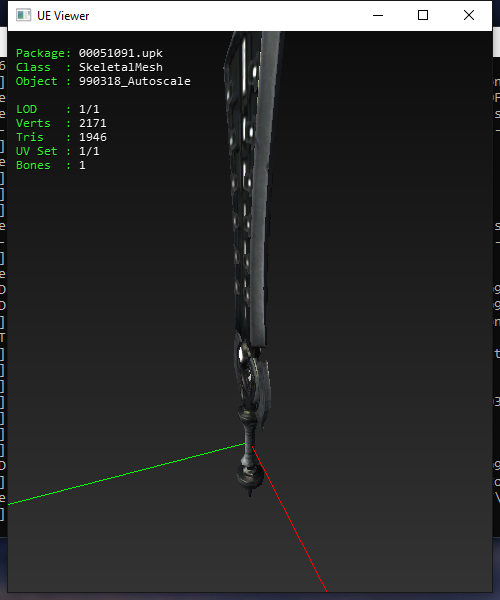 UE Viewer
Package: 00051091.upk
Class  : SkeletalMesh
Object : 990318_Autoscale
LOD    : 1/1
Verts  : 2171
Tris   : 1946
UV Set : 1/1
Bones  : 1